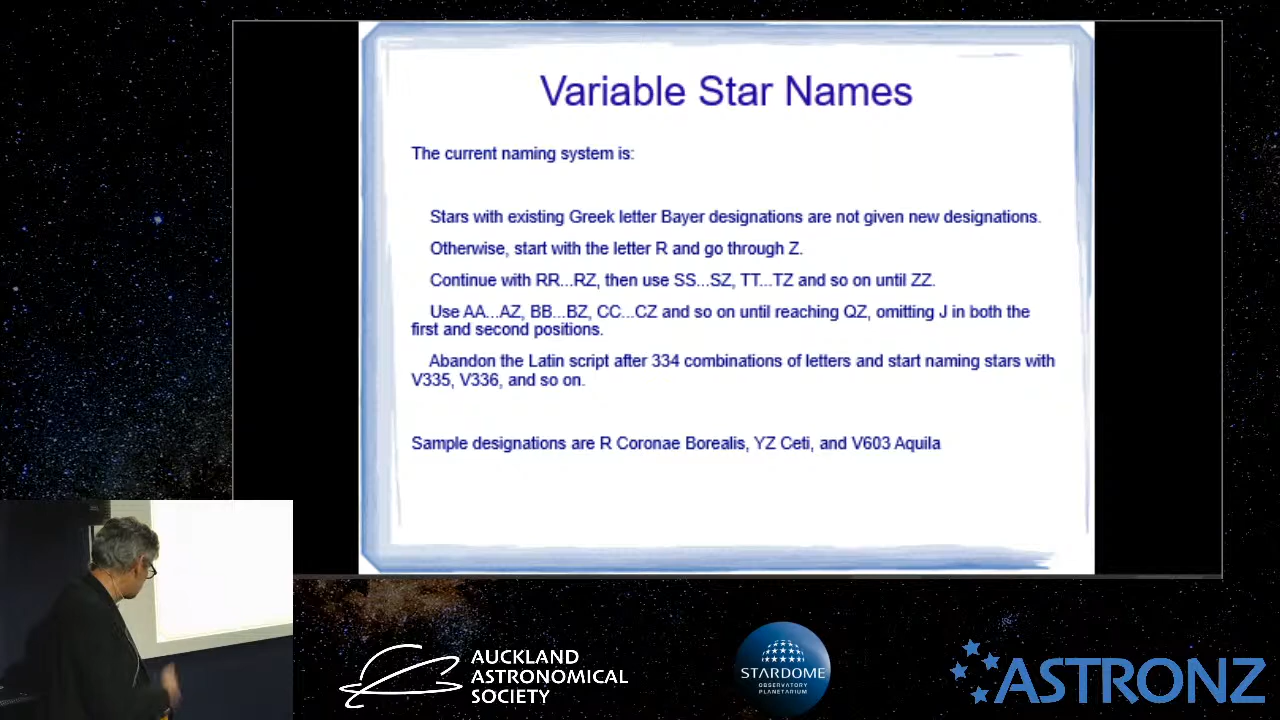 Variable Star Names
The current naming system is:
Stars with existing Greek letter Bayer designations are not given new designations.
Otherwise, start with the letter R and go through Z.
Continue with RR...RZ, then use SS...SZ, TT...TZ and so on until ZZ.
Use AA...AZ, BB...BZ, CC...CZ and so on until reaching QZ, omitting J in both the
first and second positions.
Abandon the Latin script after 334 combinations of letters and start naming stars with
V335, V336, and so on.
Sample designations are R Coronae Borealis, YZ Ceti, and V603 Aquila
AUCKLAND
ASTRONOMICAL
SOCIETY
STARDOME
OBSERVATORY
PLANETARIUM
ASTRONZ